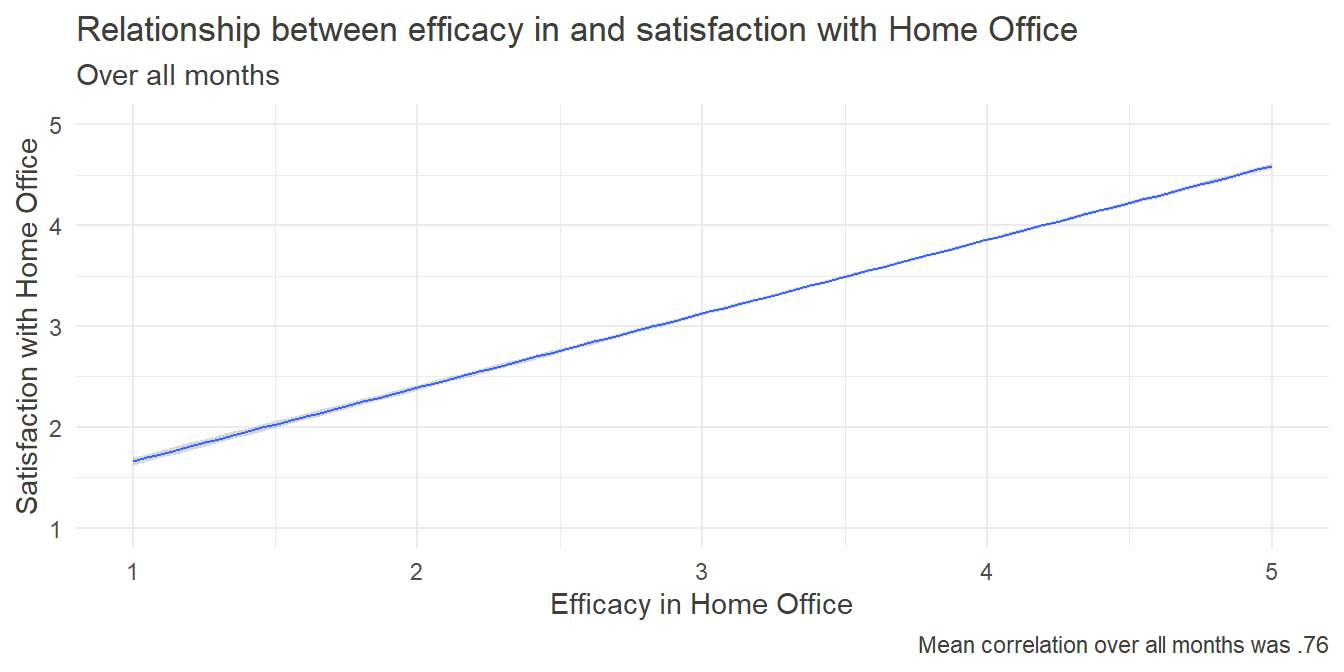 Relationship between efficacy in and satisfaction with Home Office
Over all months
Satisfaction with Home Office
5
4
3
2
1
1 2 3 4 5
Efficacy in Home Office
Mean correlation over all months was .76